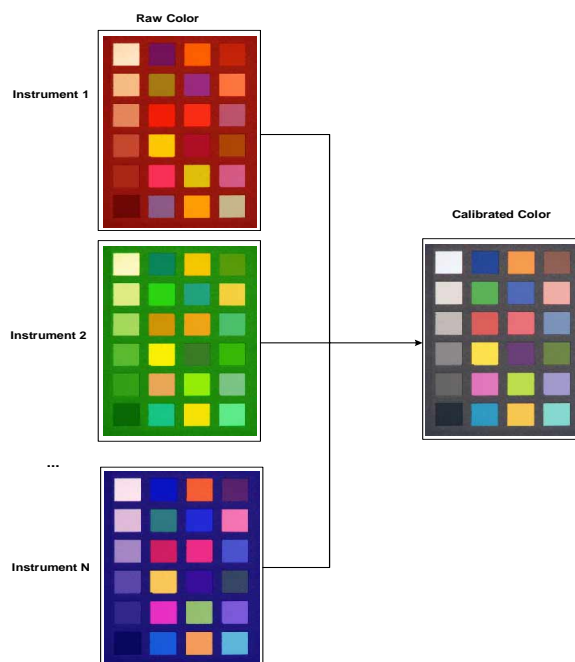 Raw Color
Instrument 1
Calibrated Color
Instrument 2
...
Instrument N